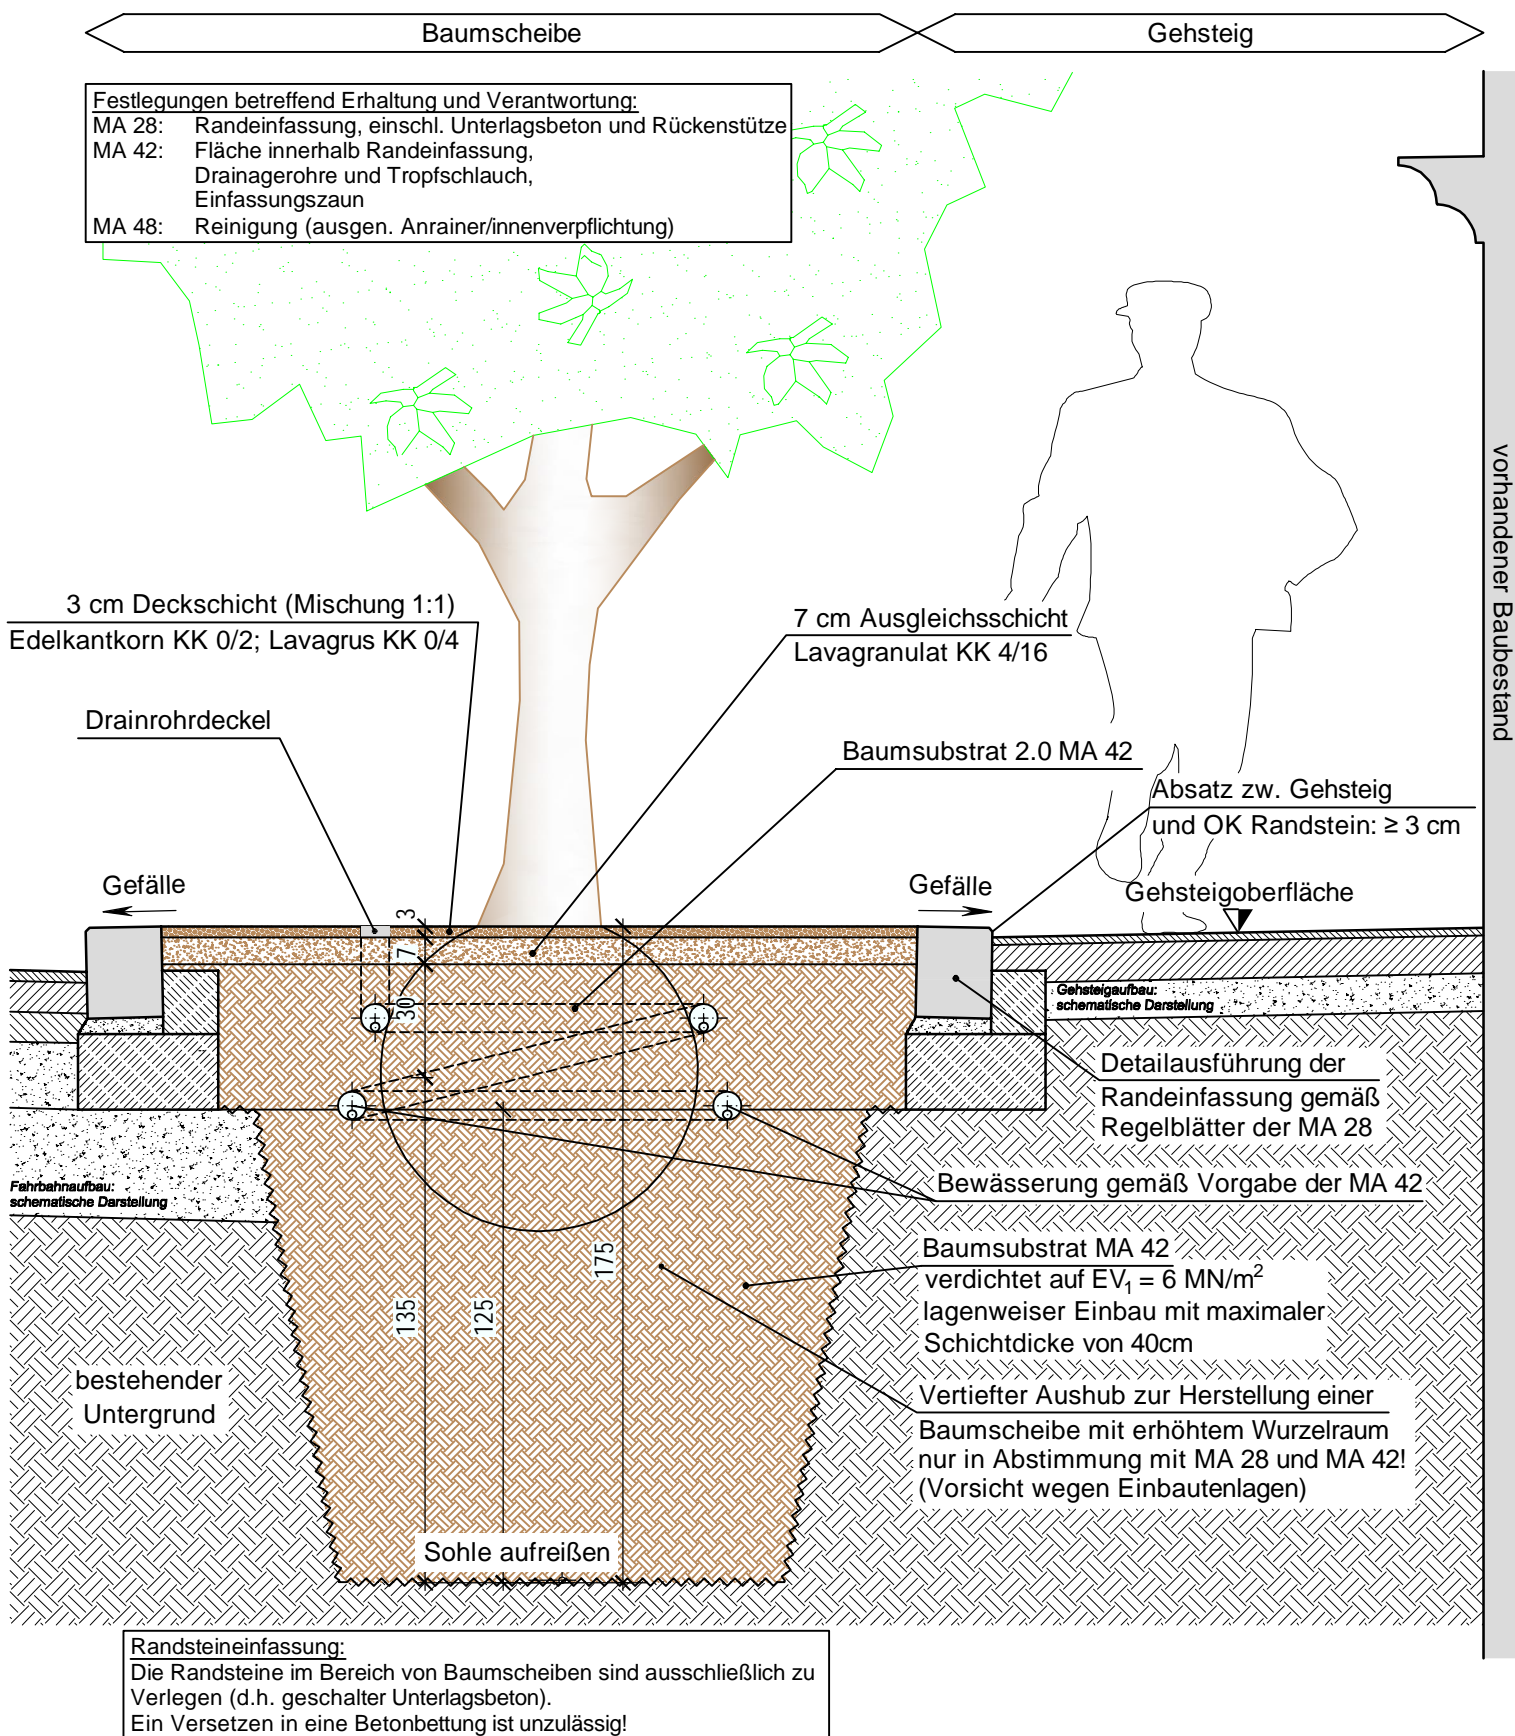 Baumscheibe
Gehsteig
Festlegungen betreffend Erhaltung und Verantwortung:
MA 28: Randeinfassung, einschl. Unterlagsbeton und Rückenstütze
MA 42: Fläche innerhalb Randeinfassung,
Drainagerohre und Tropfschlauch,
Einfassungszaun
MA 48: Reinigung (ausgen. Anrainer/innenverpflichtung)
vorhandener Baubestand
3 cm Deckschicht (Mischung 1:1)
Edelkantkorn KK 0/2; Lavagrus KK 0/4
7 cm Ausgleichsschicht
Lavagranulat KK 4/16
Drainrohrdeckel
Baumsubstrat 2.0 MA 42
Absatz zw. Gehsteig
und OK Randstein: ≥ 3 cm
Gefälle
Gefälle
Gehsteigoberfläche
3
7
30
Gehsteigaufbau:
schematische Darstellung
Detailausführung der
Randeinfassung gemäß
Regelblätter der MA 28
Fahrbahnaufbau:
schematische Darstellung
Bewässerung gemäß Vorgabe der MA 42
Baumsubstrat MA 42
verdichtet auf EV₁ = 6 MN/m²
lagenweiser Einbau mit maximaler
Schichtdicke von 40cm
175
135
125
bestehender
Untergrund
Vertiefter Aushub zur Herstellung einer
Baumscheibe mit erhöhtem Wurzelraum
nur in Abstimmung mit MA 28 und MA 42!
(Vorsicht wegen Einbautenlagen)
Sohle aufreißen
Randsteineinfassung:
Die Randsteine im Bereich von Baumscheiben sind ausschließlich zu
Verlegen (d.h. geschalter Unterlagsbeton).
Ein Versetzen in eine Betonbettung ist unzulässig!